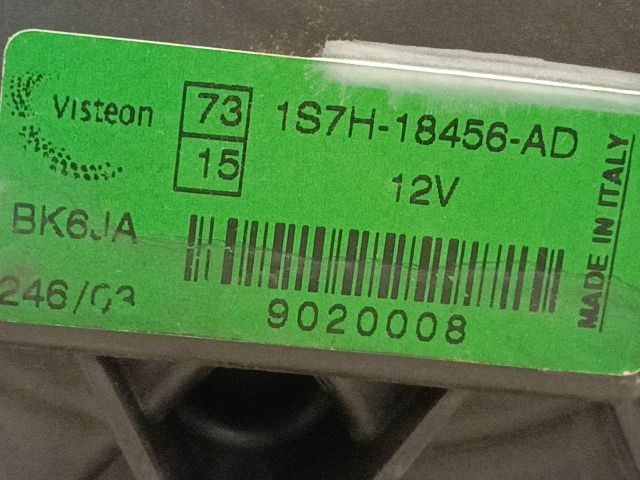 visteon
73
15
1S7H-18456-AD
12V
BK6JA
246/03
9020008
MADE IN ITALY